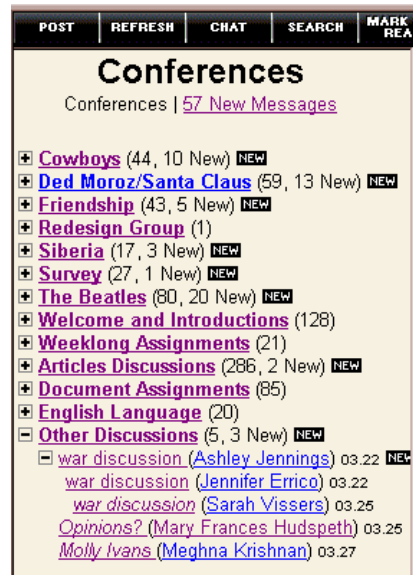 POST REFRESH CHAT SEARCH MARK
REA
Conferences
Conferences | 57 New Messages
Cowboys (44, 10 New) NEW
Ded Moroz/Santa Claus (59, 13 New) NEW
Friendship (43, 5 New) NEW
Redesign Group (1)
Siberia (17, 3 New) NEW
Survey (27, 1 New) NEW
The Beatles (80, 20 New) NEW
Welcome and Introductions (128)
Weeklong Assignments (21)
Articles Discussions (286, 2 New) NEW
Document Assignments (85)
English Language (20)
Other Discussions (5, 3 New) NEW
war discussion (Ashley Jennings) 03.22 NEW
war discussion (Jennifer Errico) 03.22
war discussion (Sarah Vissers) 03.25
Opinions? (Mary Frances Hudspeth) 03.25
Molly Ivans (Meghna Krishnan) 03.27